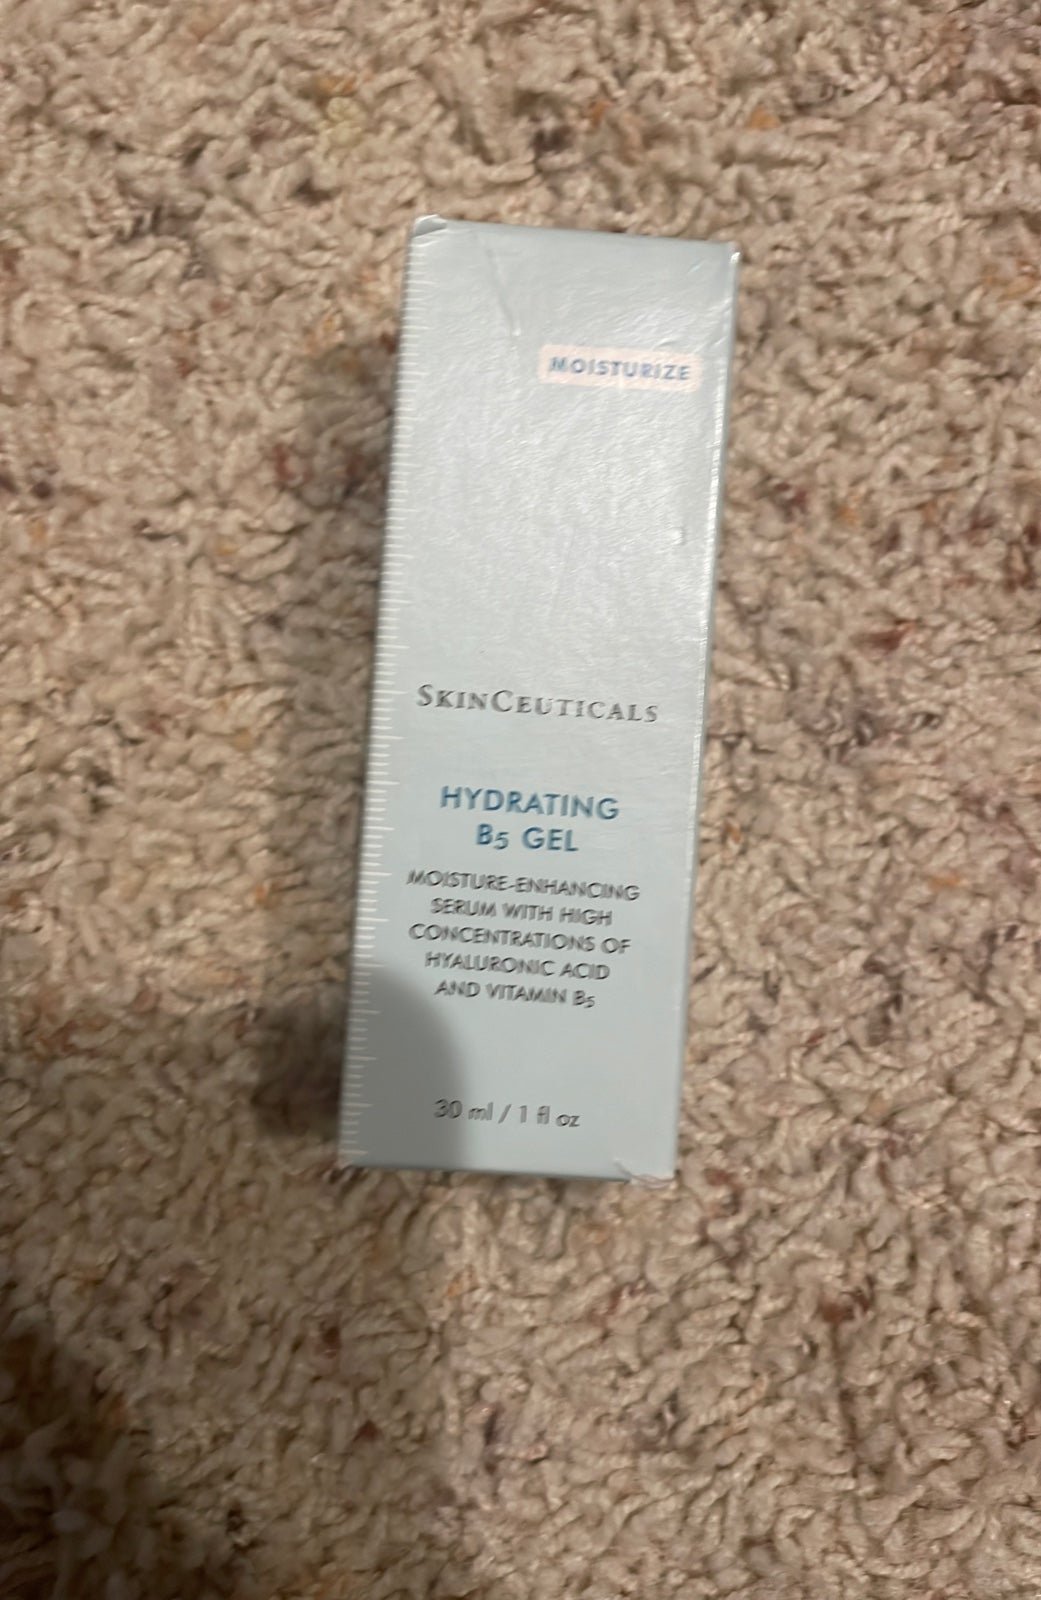 MOISTURIZE
SKINCEUTICALS
HYDRATING
B5 GEL
MOISTURE-ENHANCING
SERUM WITH HIGH
CONCENTRATIONS OF
HYALURONIC ACID
AND VITAMIN B5
30 ml / 1 fl oz